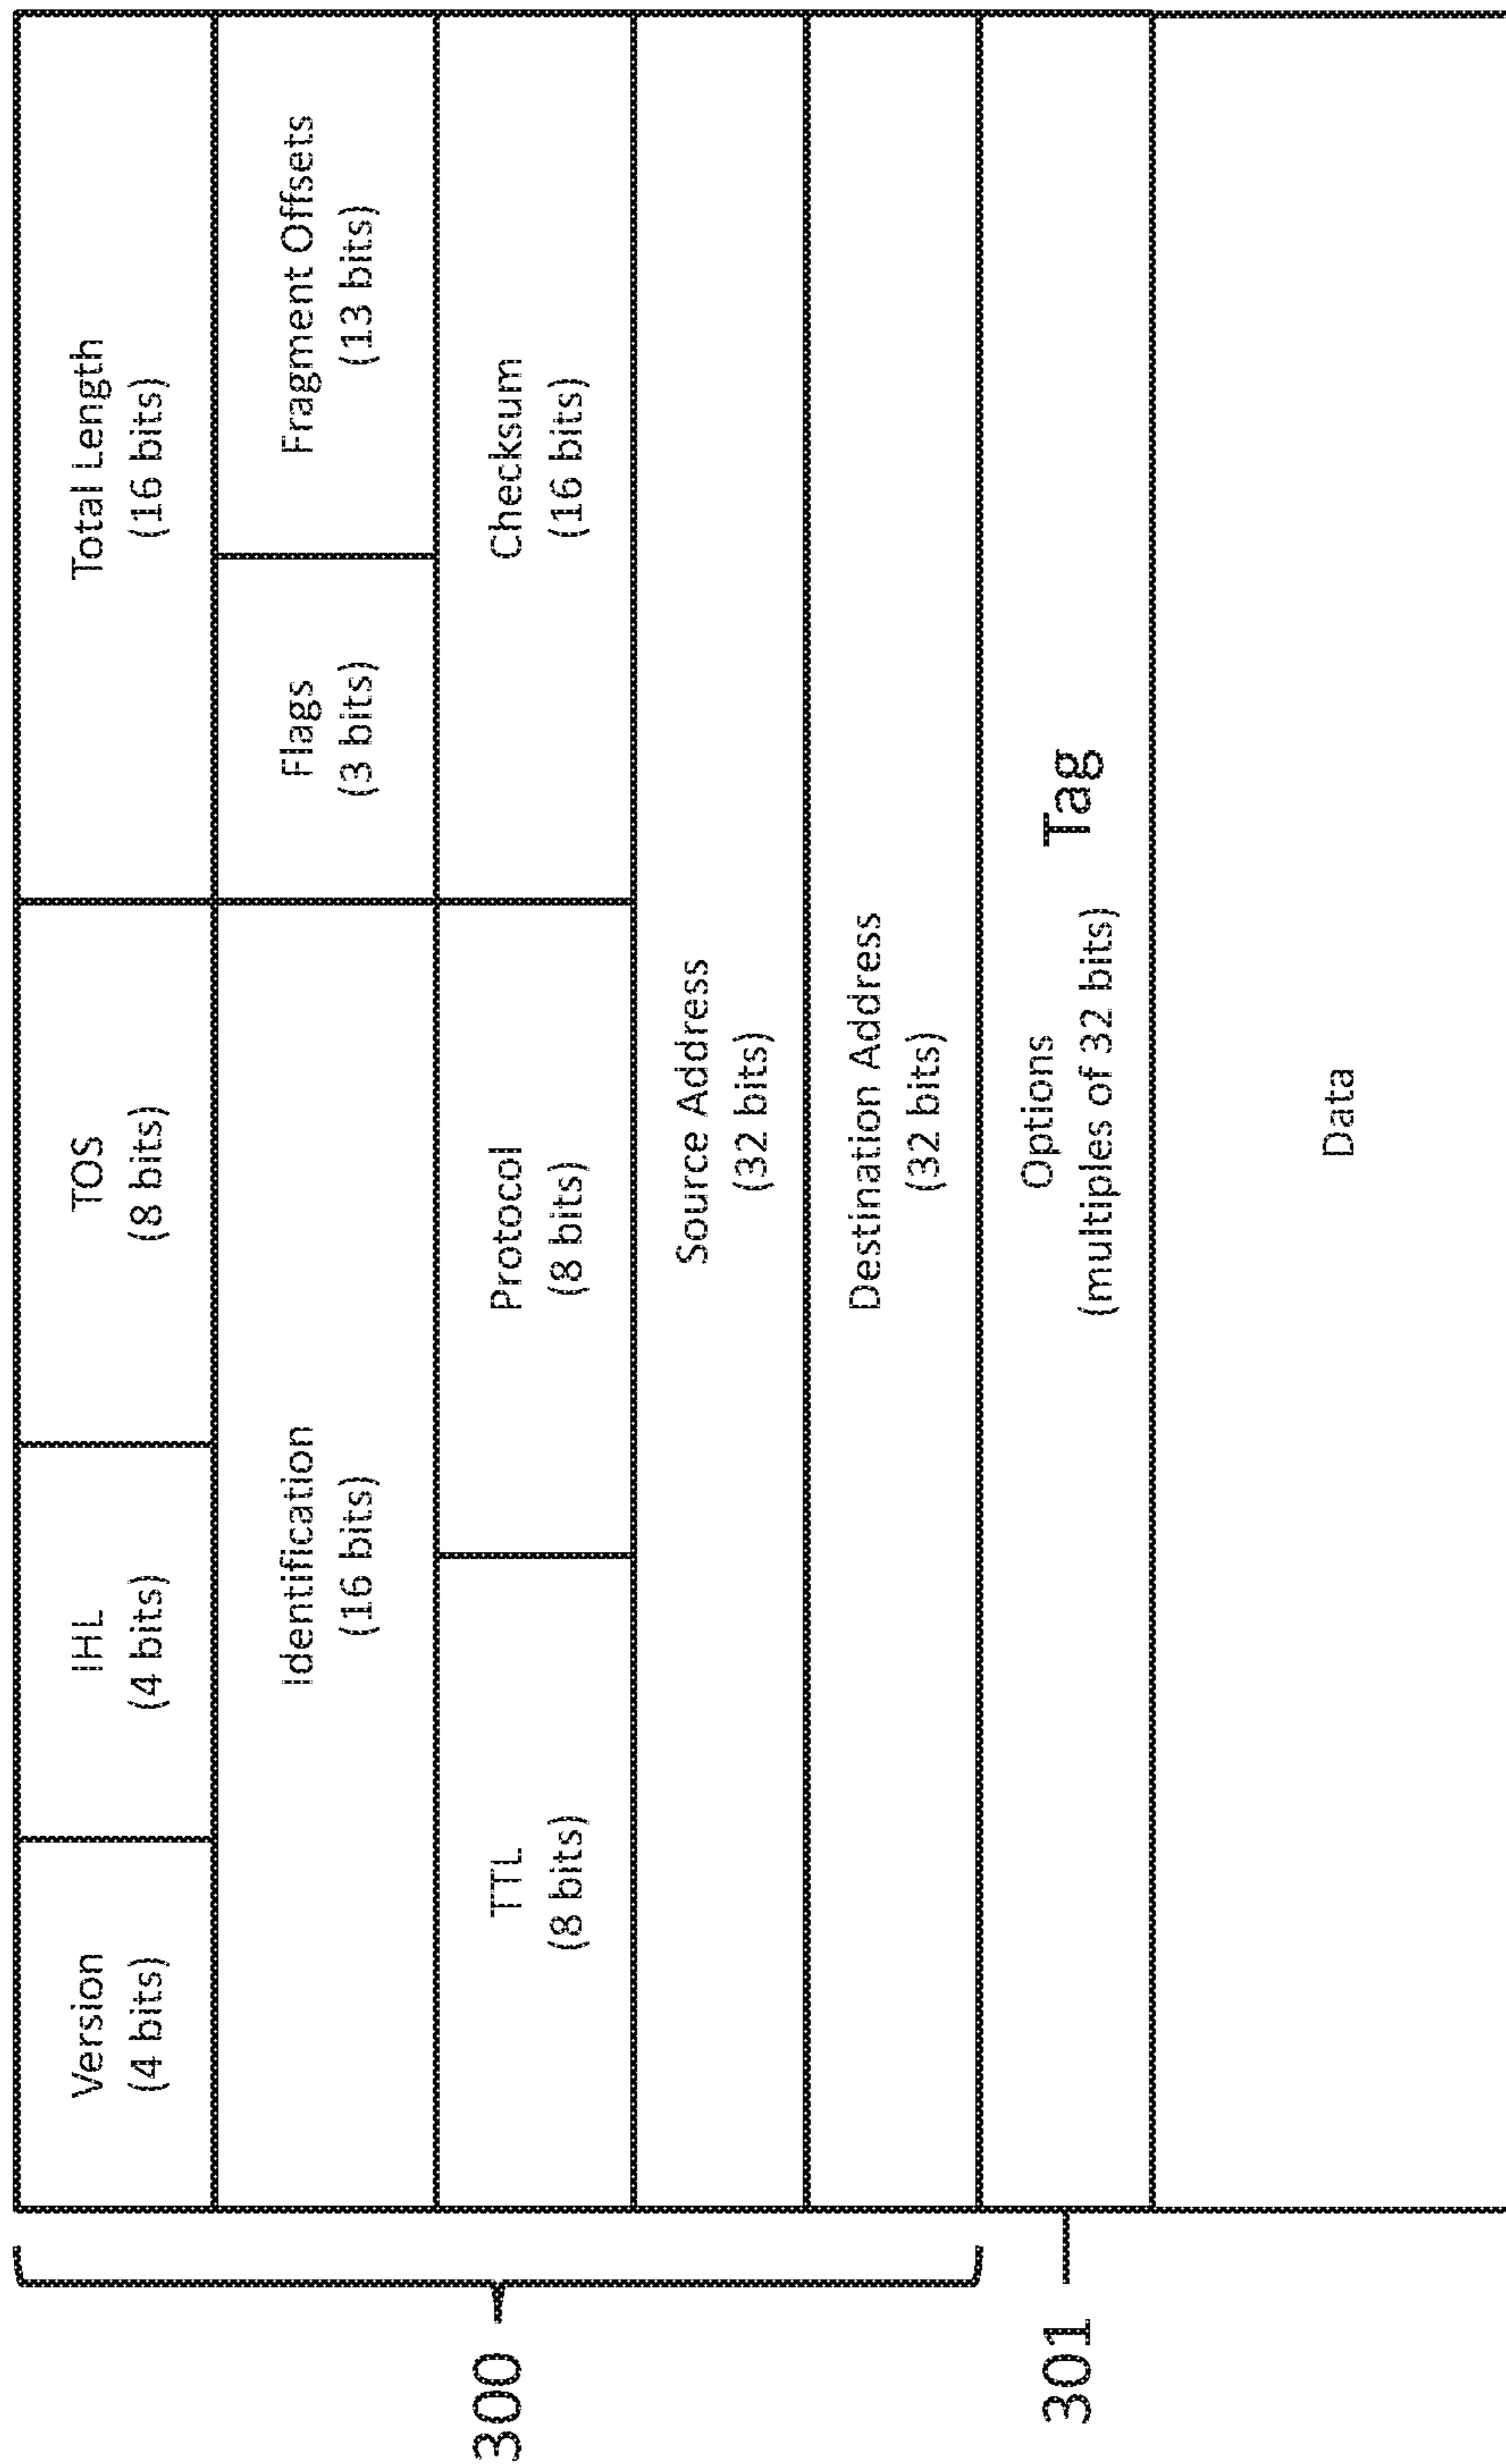 Version
(4 bits)
IHL
(4 bits)
TOS
(8 bits)
Total Length
(16 bits)
Identification
(16 bits)
Flags
(3 bits)
Fragment Offsets
(13 bits)
TTL
(8 bits)
Protocol
(8 bits)
Checksum
(16 bits)
300
Source Address
(32 bits)
Destination Address
(32 bits)
301
Options
(multiples of 32 bits)
Tag
Data